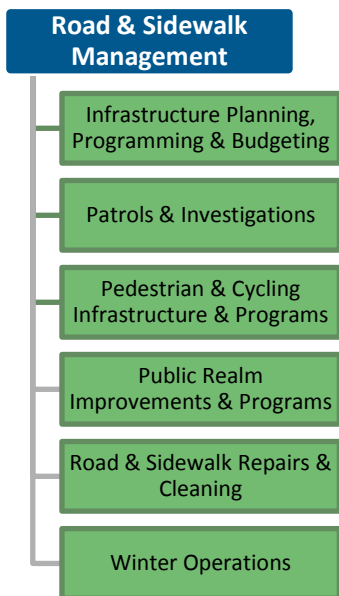 Road & Sidewalk
Management
Infrastructure Planning,
Programming & Budgeting
Patrols & Investigations
Pedestrian & Cycling
Infrastructure & Programs
Public Realm
Improvements & Programs
Road & Sidewalk Repairs &
Cleaning
Winter Operations